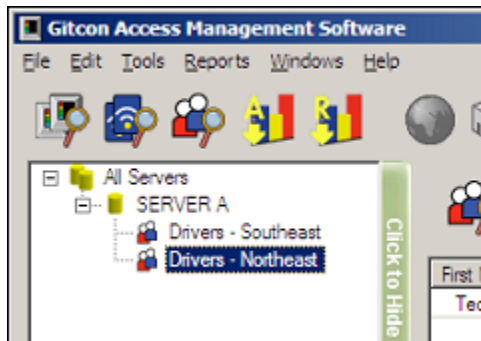 Gitcon Access Management Software
File Edit Tools Reports Windows Help
A R
All Servers
SERVER A
Drivers - Southeast
Drivers - Northeast
Click to Hide
First
Tec